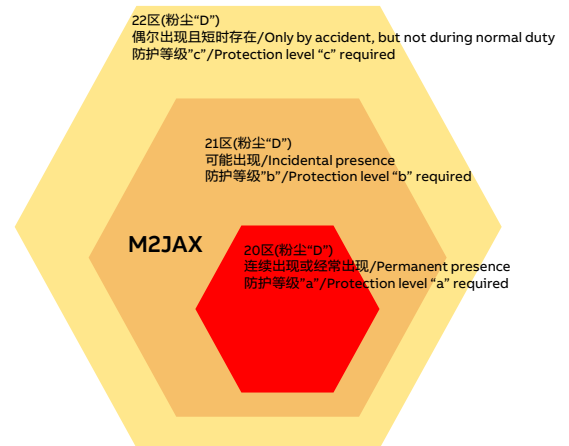 22区(粉尘“D”)
偶尔出现且短时存在/Only by accident, but not during normal duty
防护等级”c”/Protection level “c” required
21区(粉尘“D”)
可能出现/Incidental presence
防护等级”b”/Protection level “b” required
M2JAX
20区(粉尘“D”)
连续出现或经常出现/Permanent presence
防护等级”a”/Protection level “a” required